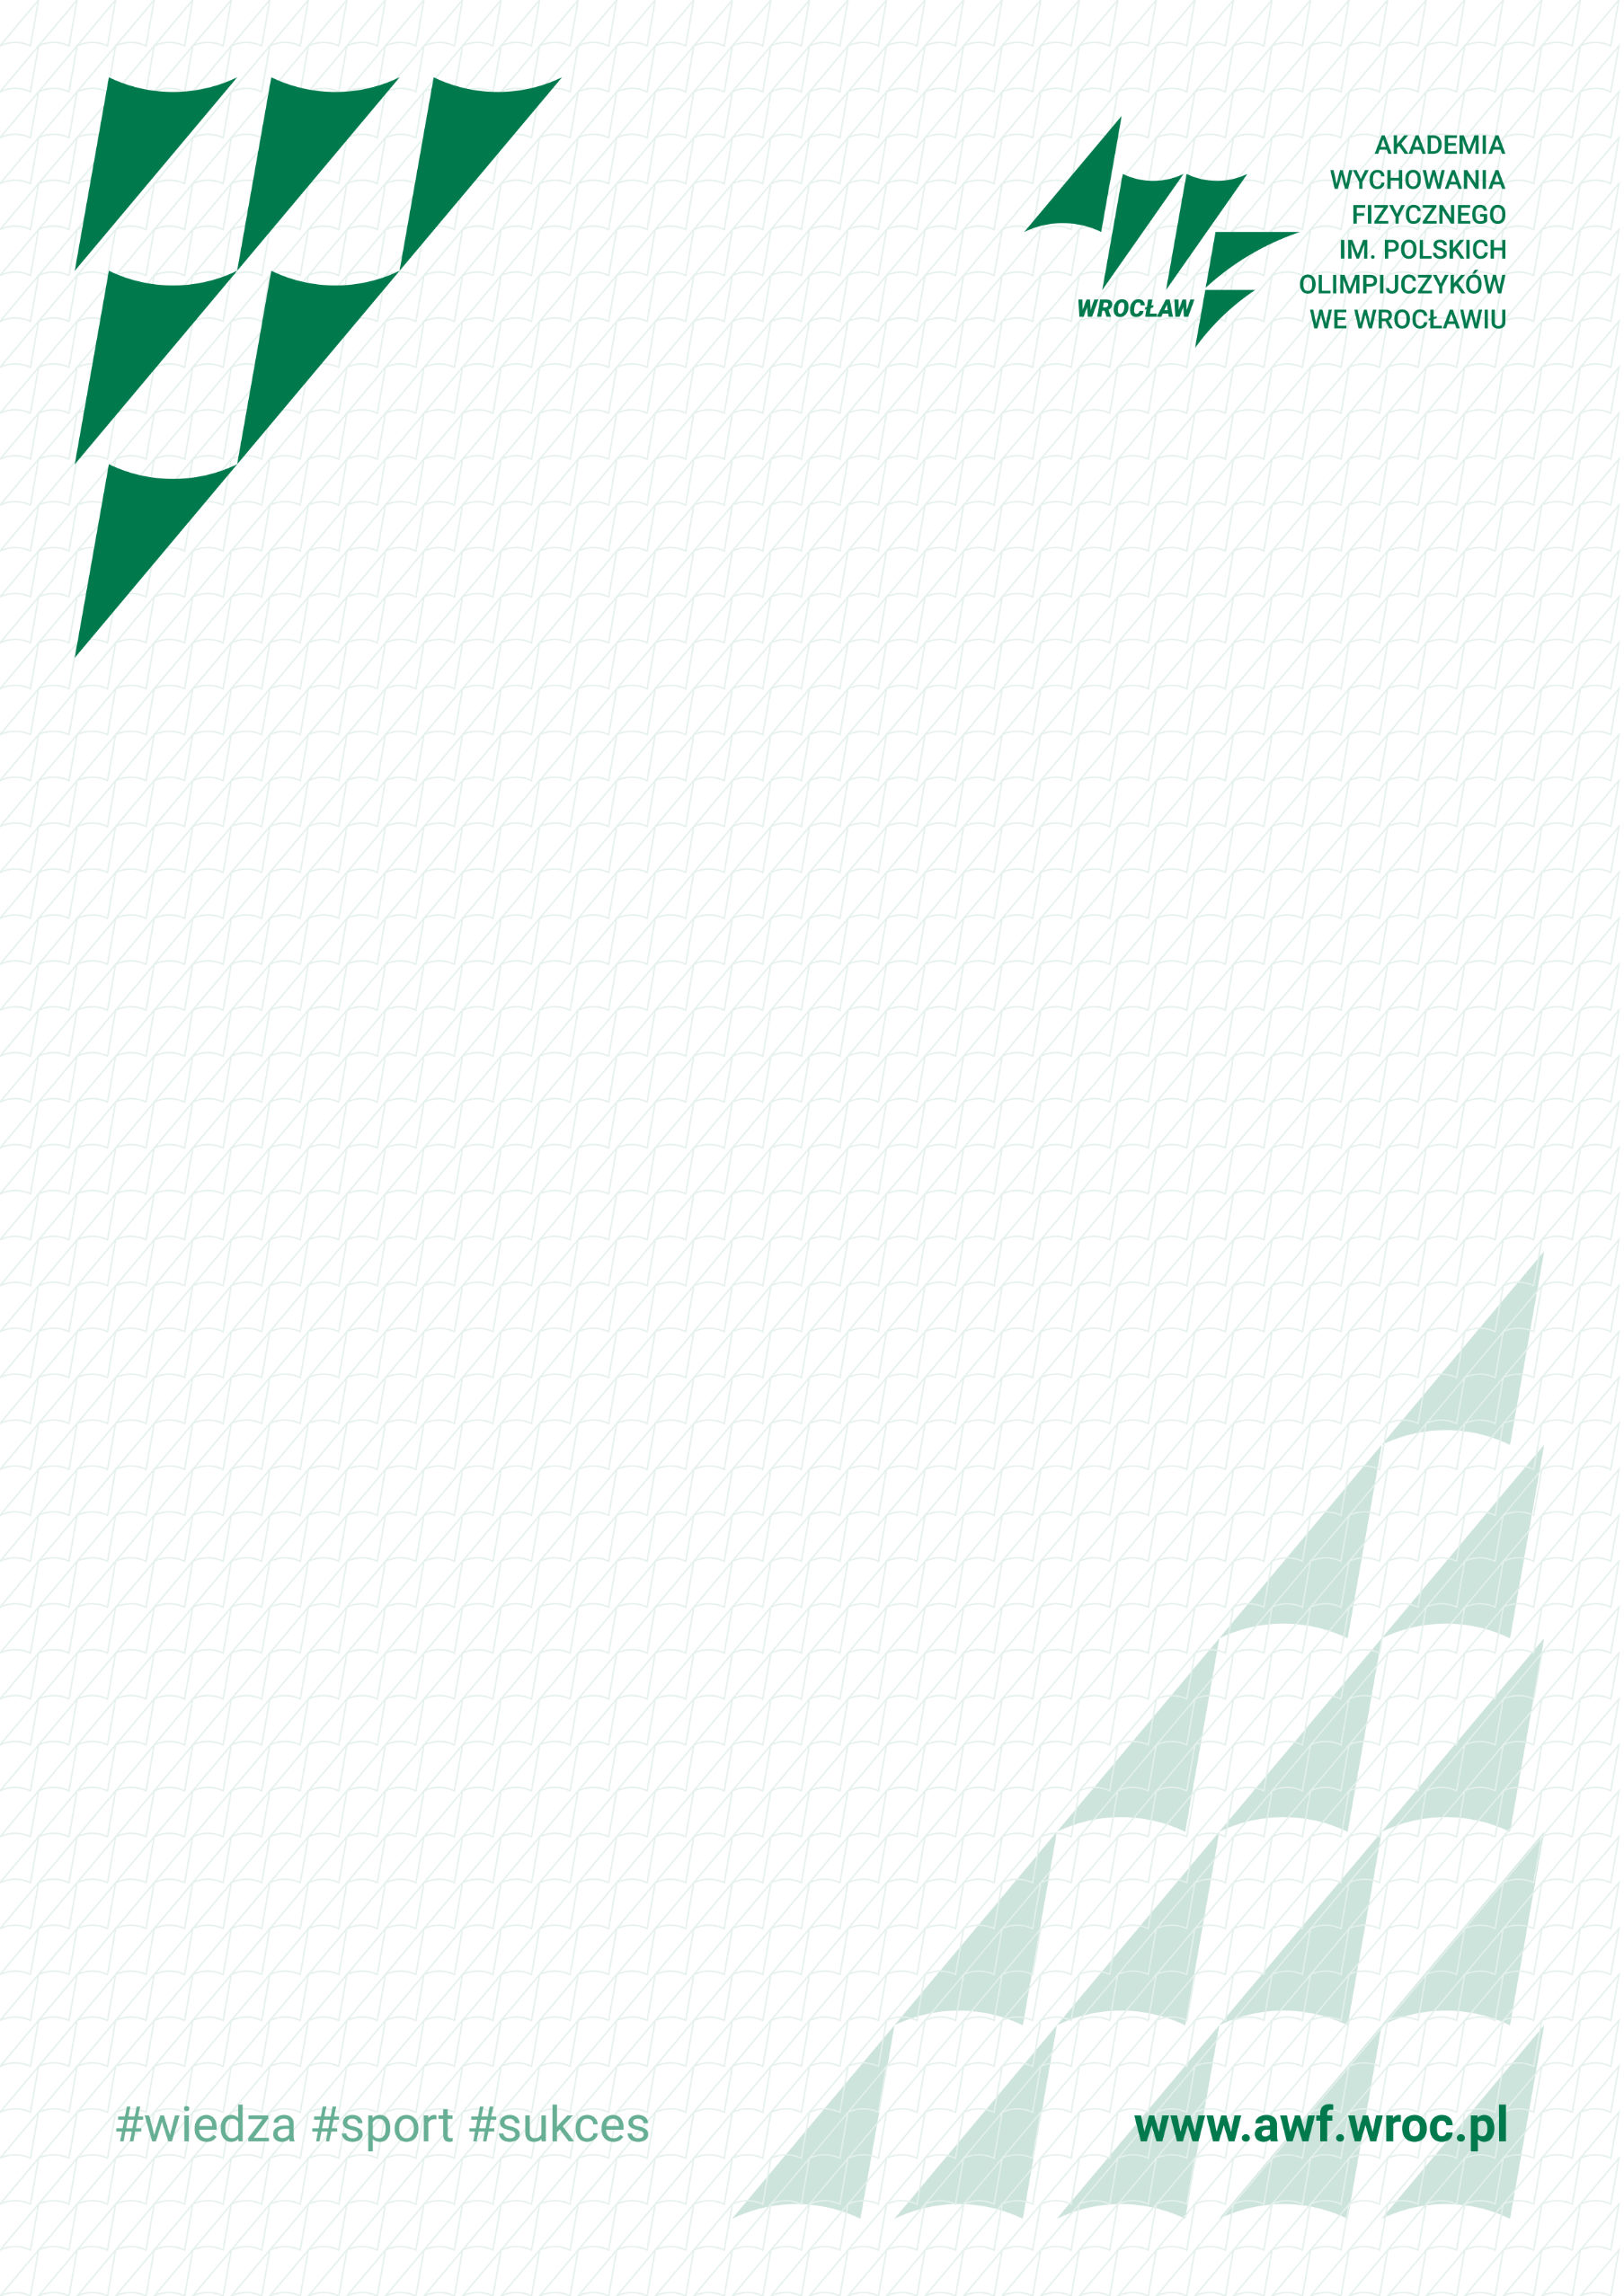 AKADEMIA
WYCHOWANIA
FIZYCZNEGO
IM. POLSKICH
OLIMPIJCZYKÓW
WE WROCŁAWIU
WROCŁAW
#wiedza #sport #sukces
www.awf.wroc.pl